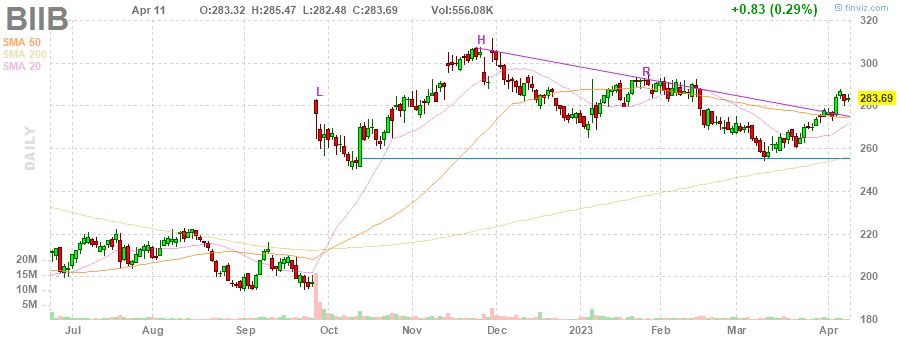 BIIB Apr 11 O:283.32 H:285.47 L:282.48 C:283.69 Vol:556.08K +0.83 (0.29%) © finviz.com
SMA 50
SMA 200
SMA 20
DAILY
L
H
R
320
300
280
283.69
260
240
220
200
180
20M
15M
10M
5M
Jul Aug Sep Oct Nov Dec 2023 Feb Mar Apr